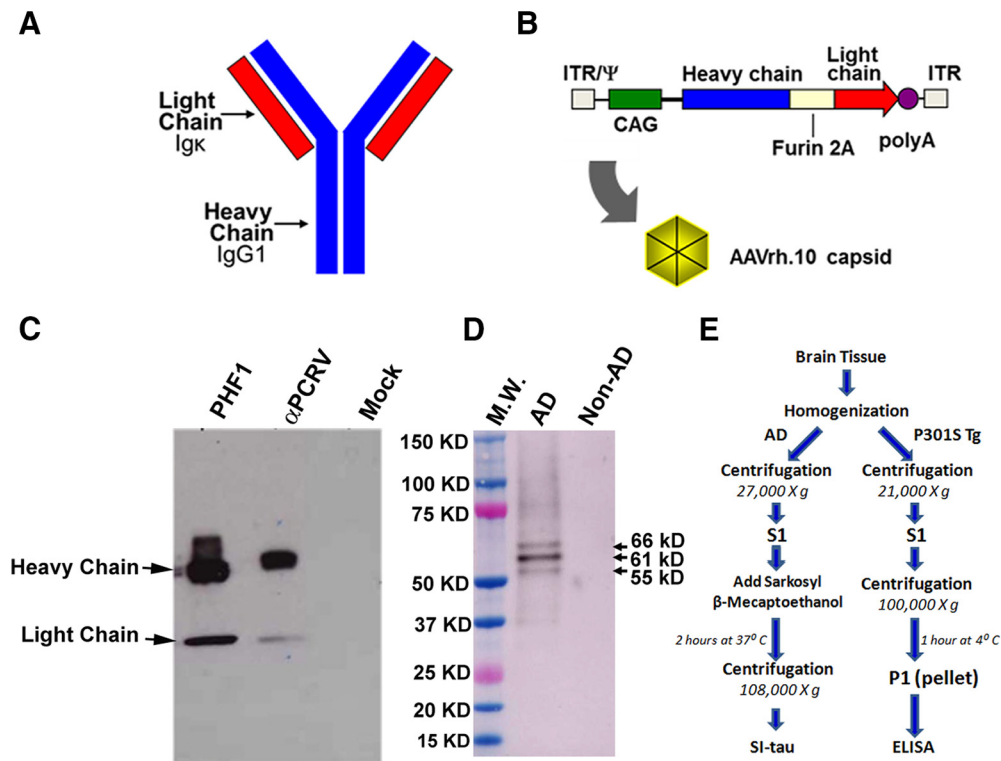 A
Light
Chain
Igκ
Heavy
Chain
IgG1
B
ITR/Ψ
Heavy chain
Light
chain
ITR
CAG
Furin 2A
polyA
AAVrh.10 capsid
C
PHF1
αPCRV
Mock
Heavy Chain
Light Chain
D
M.W.
AD
Non-AD
150 KD
100 KD
75 KD
50 KD
37 KD
25 KD
20 KD
15 KD
66 kD
61 kD
55 kD
E
Brain Tissue
Homogenization
AD
P301S Tg
Centrifugation
27,000 X g
S1
Add Sarkosyl
β-Mecaptoethanol
2 hours at 37⁰ C
Centrifugation
108,000 X g
SI-tau
Centrifugation
21,000 X g
S1
Centrifugation
100,000 X g
1 hour at 4⁰ C
P1 (pellet)
ELISA